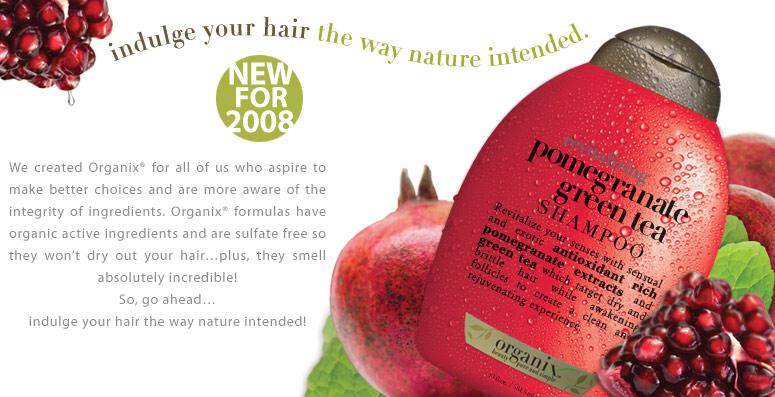 indulge your hair the way nature intended.
NEW
FOR
2008
We created Organix® for all of us who aspire to
make better choices and are more aware of the
integrity of ingredients. Organix® formulas have
organic active ingredients and are sulfate free so
they won't dry out your hair...plus, they smell
absolutely incredible!
So, go ahead...
indulge your hair the way nature intended!
revitalizing
pomegranate
green tea
SHAMPOO
Revitalize your senses with sensual
and exotic antioxidant rich
pomegranate extracts and
green tea which target dry and
brittle hair while awakening
follicles to create a clean and
rejuvenating experience.
organix
beauty pure and simple